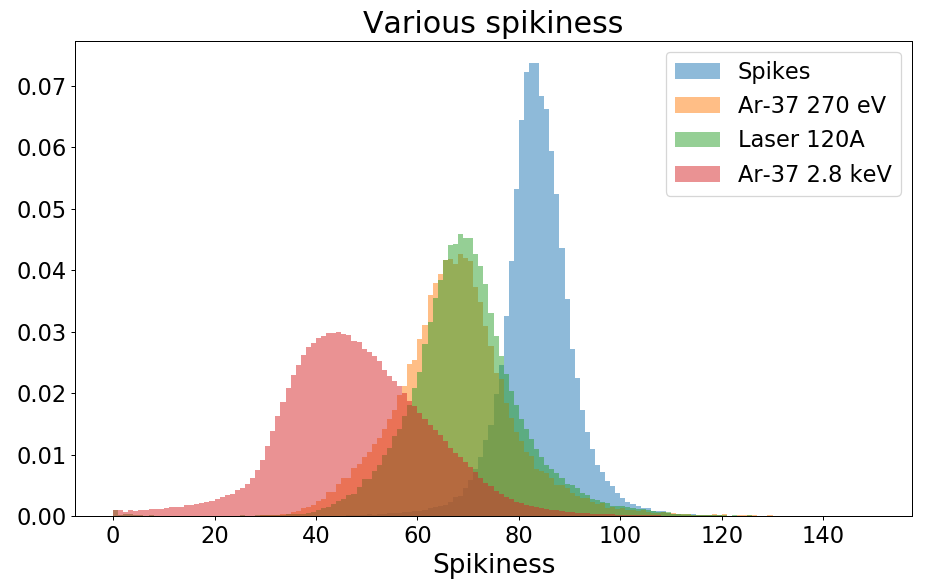 Various spikiness
Spikes
Ar-37 270 eV
Laser 120A
Ar-37 2.8 keV
0.07
0.06
0.05
0.04
0.03
0.02
0.01
0.00
0 20 40 60 80 100 120 140
Spikiness